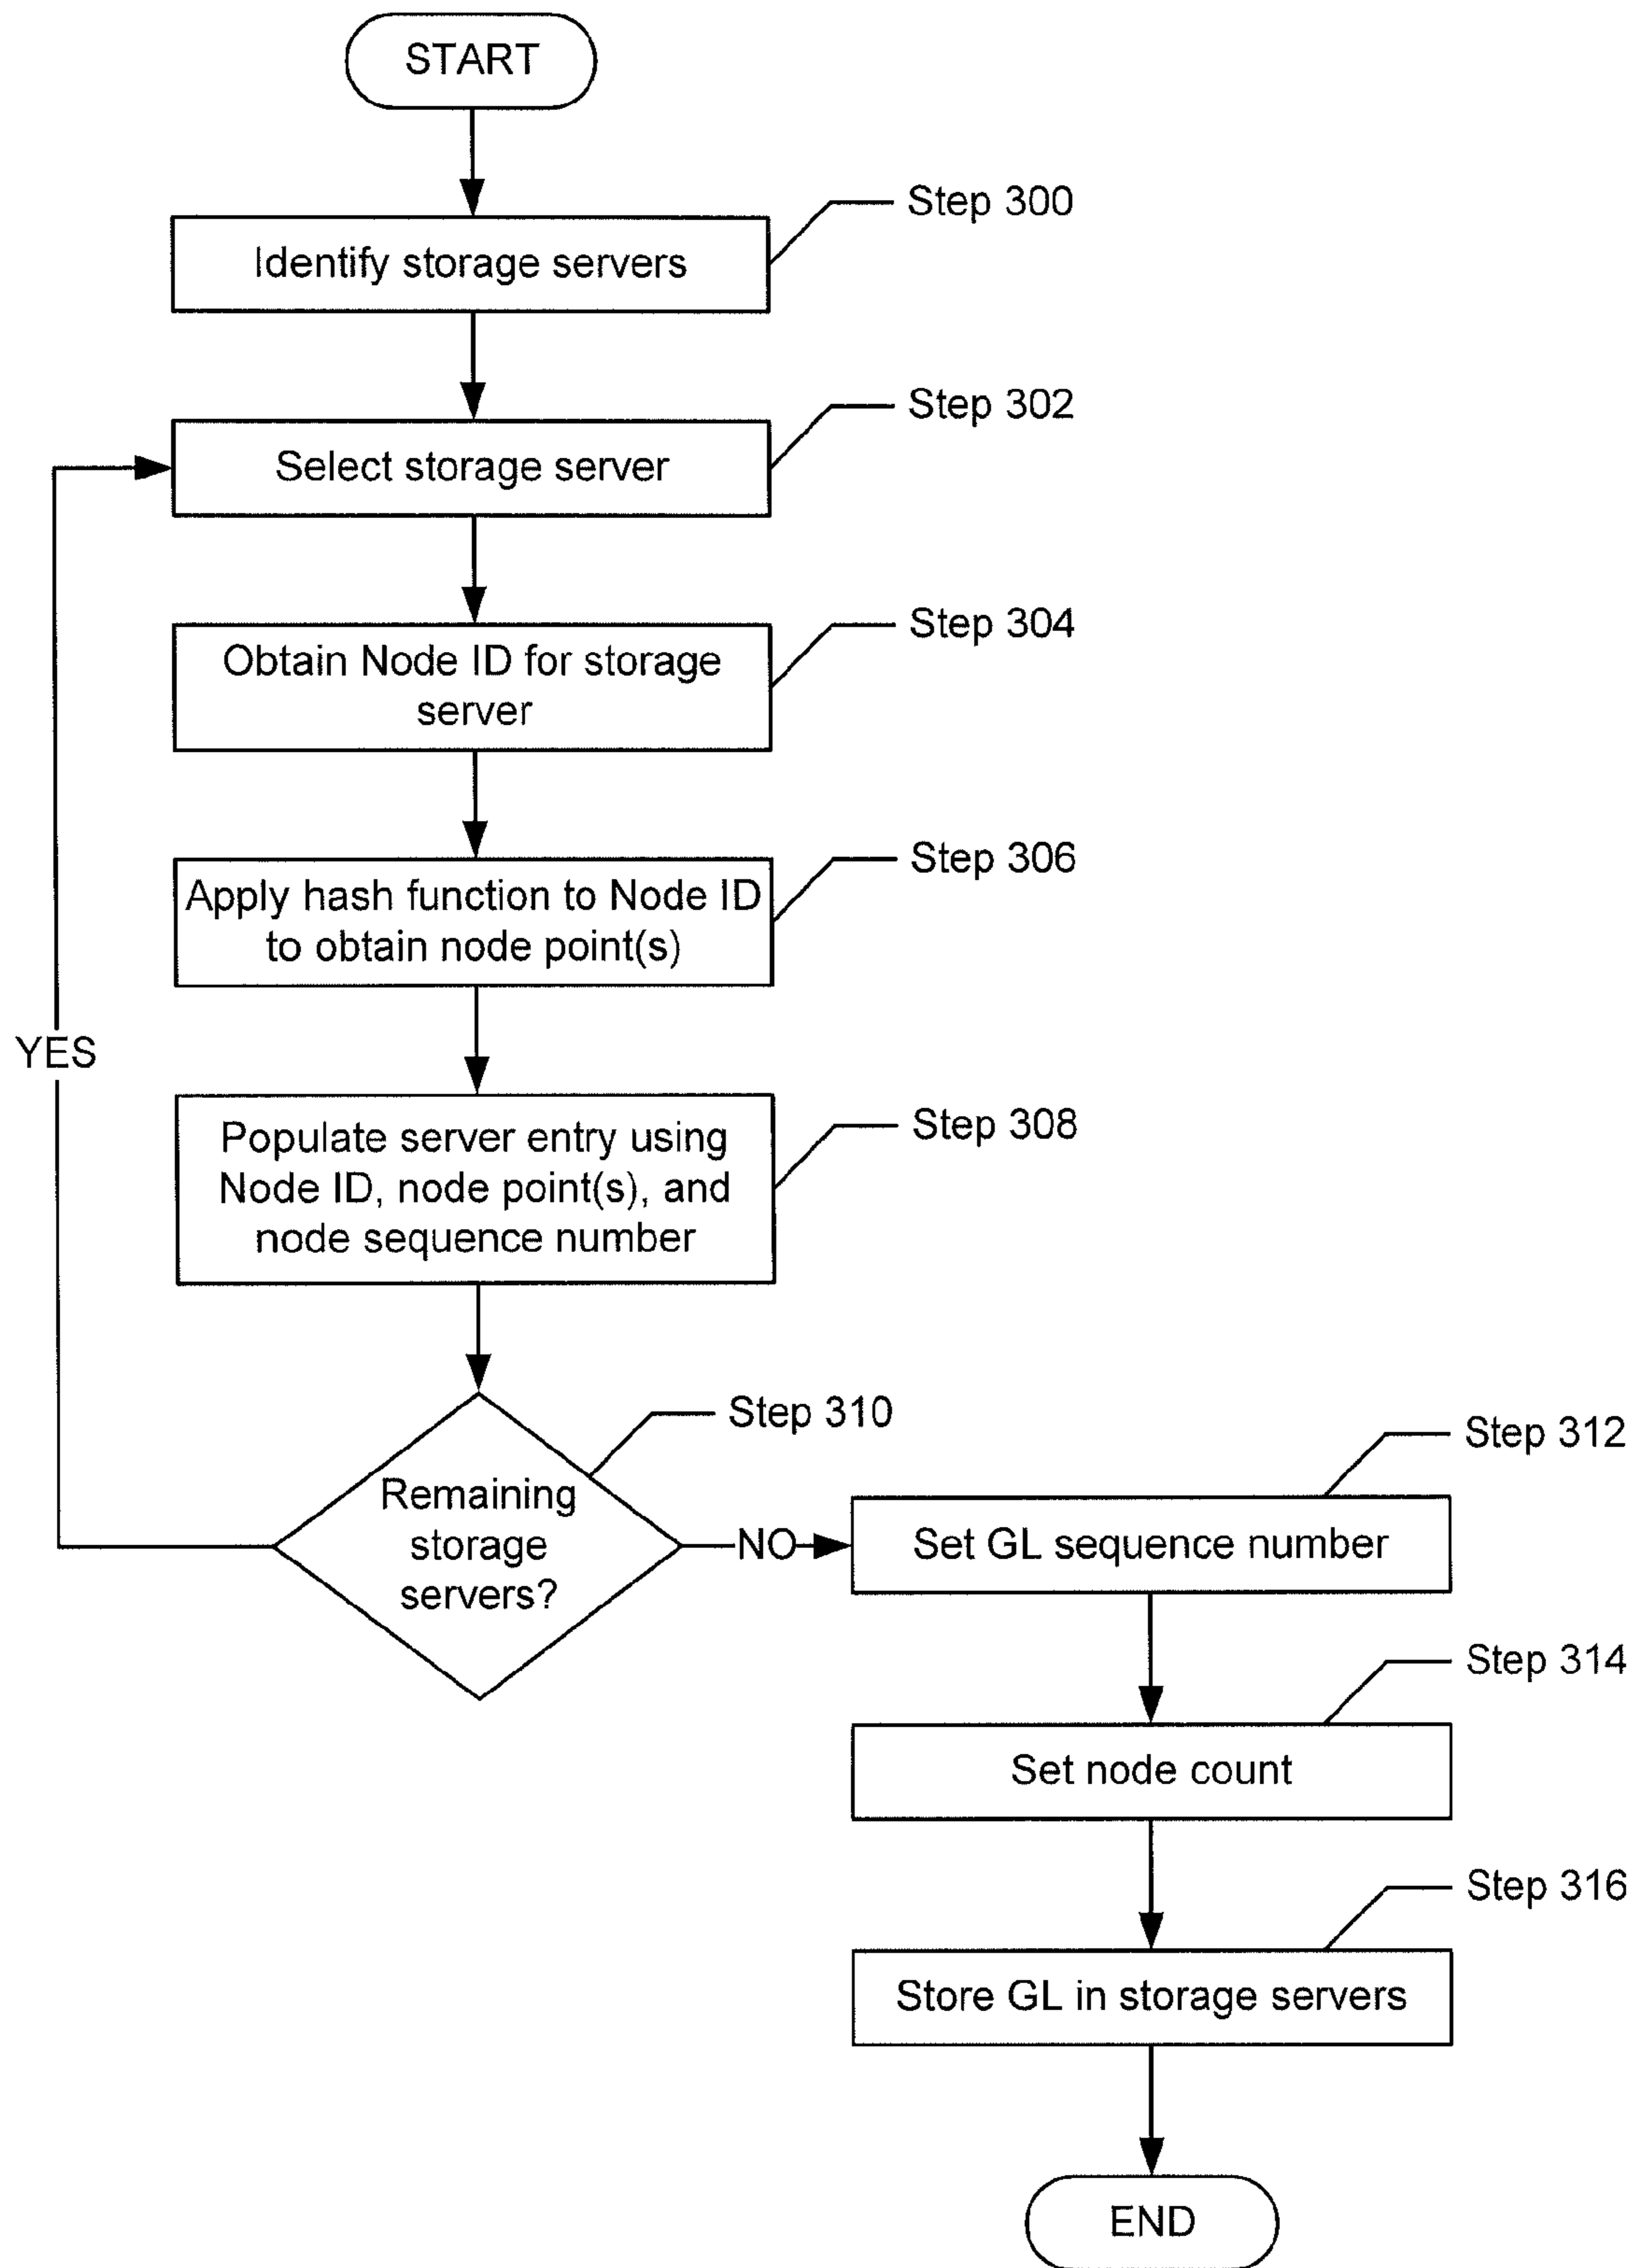 START
Step 300
Identify storage servers
Step 302
Select storage server
Step 304
Obtain Node ID for storage
server
Step 306
Apply hash function to Node ID
to obtain node point(s)
YES
Step 308
Populate server entry using
Node ID, node point(s), and
node sequence number
Step 310
Remaining
storage
servers?
NO
Step 312
Set GL sequence number
Step 314
Set node count
Step 316
Store GL in storage servers
END